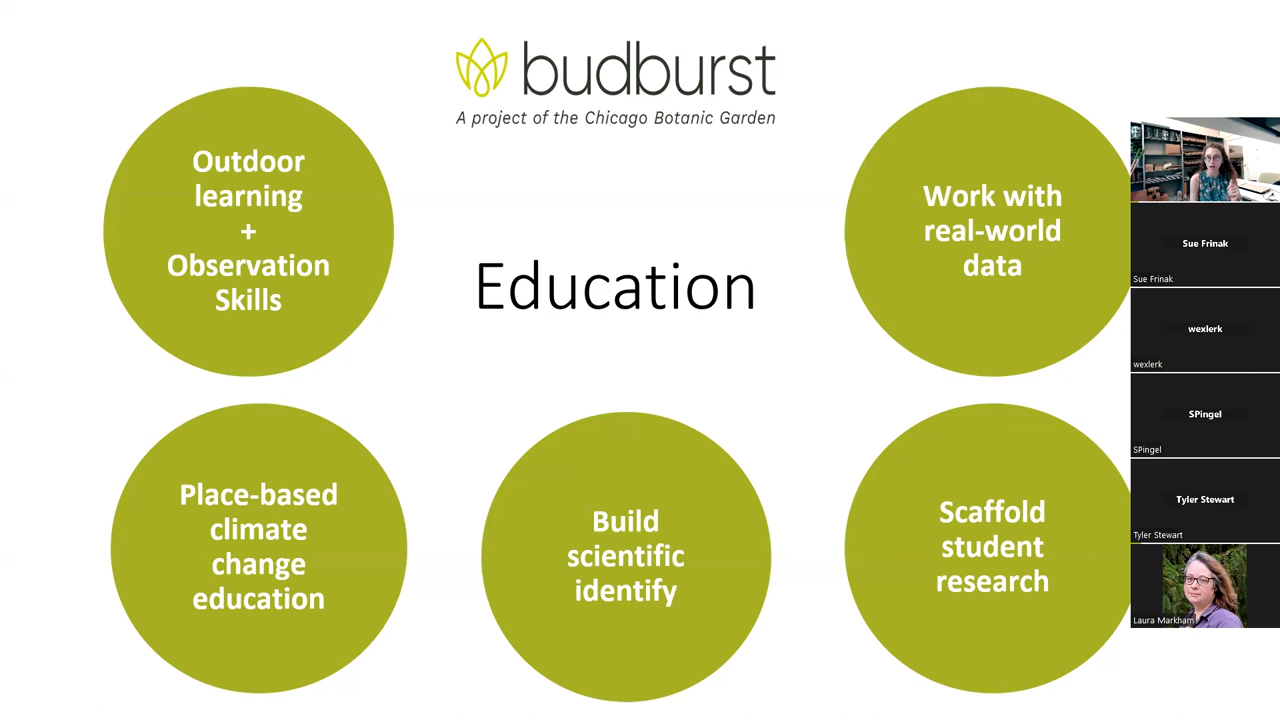 budburst
A project of the Chicago Botanic Garden
Outdoor
learning
+
Observation
Skills
Education
Work with
real-world
data
Place-based
climate
change
education
Build
scientific
identify
Scaffold
student
research
Sue Frinak
Sue Frinak
wexlerk
wexlerk
SPingel
SPingel
Tyler Stewart
Tyler Stewart
Laura Markham